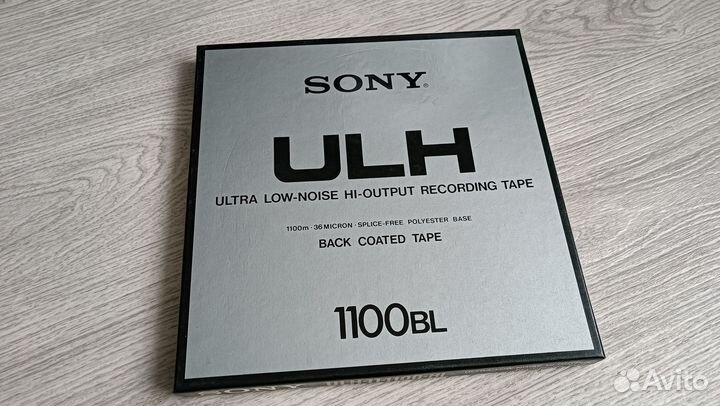 SONY®
ULH
ULTRA LOW-NOISE HI-OUTPUT RECORDING TAPE
1100m · 36 MICRON · SPLICE-FREE POLYESTER BASE
BACK COATED TAPE
1100BL
SONY
Avito